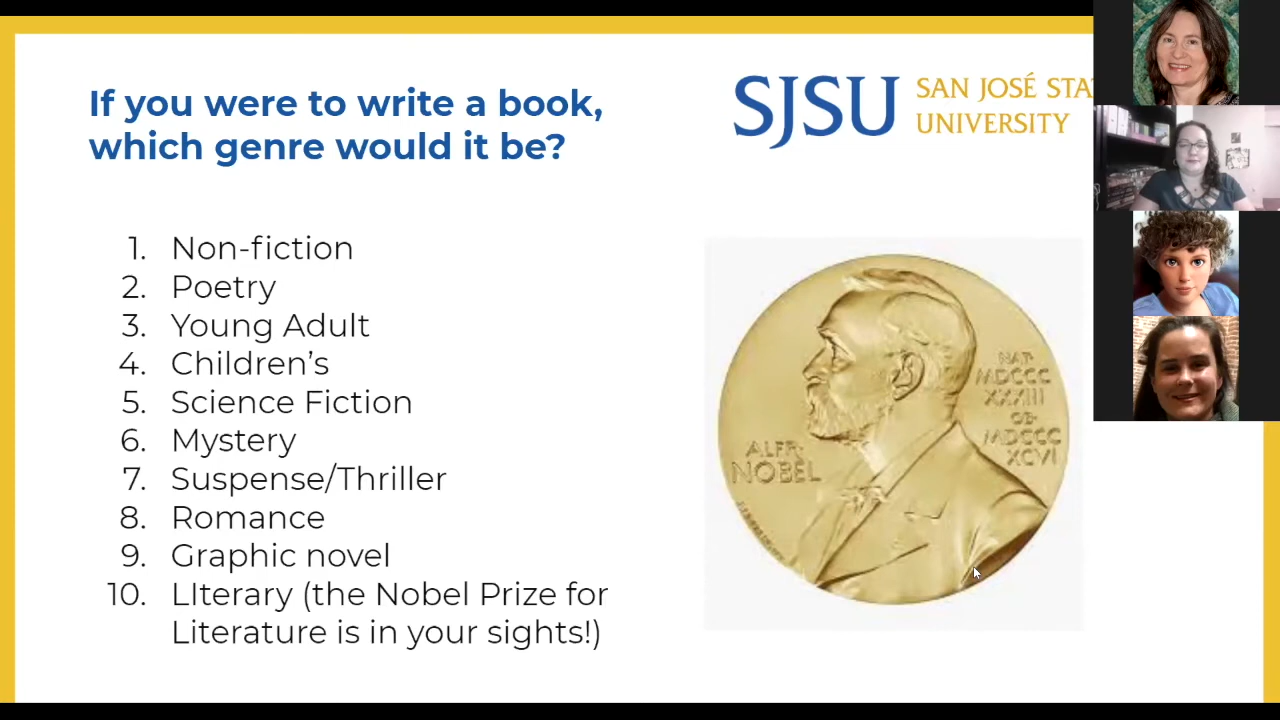 If you were to write a book,
which genre would it be?
SJSU
SAN JOSÉ STA
UNIVERSITY
1. Non-fiction
2. Poetry
3. Young Adult
4. Children's
5. Science Fiction
6. Mystery
7. Suspense/Thriller
8. Romance
9. Graphic novel
10. LIterary (the Nobel Prize for
Literature is in your sights!)
ALFR·
NOBEL
NAT·
MDCCC
XXXIII
OB·
MDCCC
XCVI